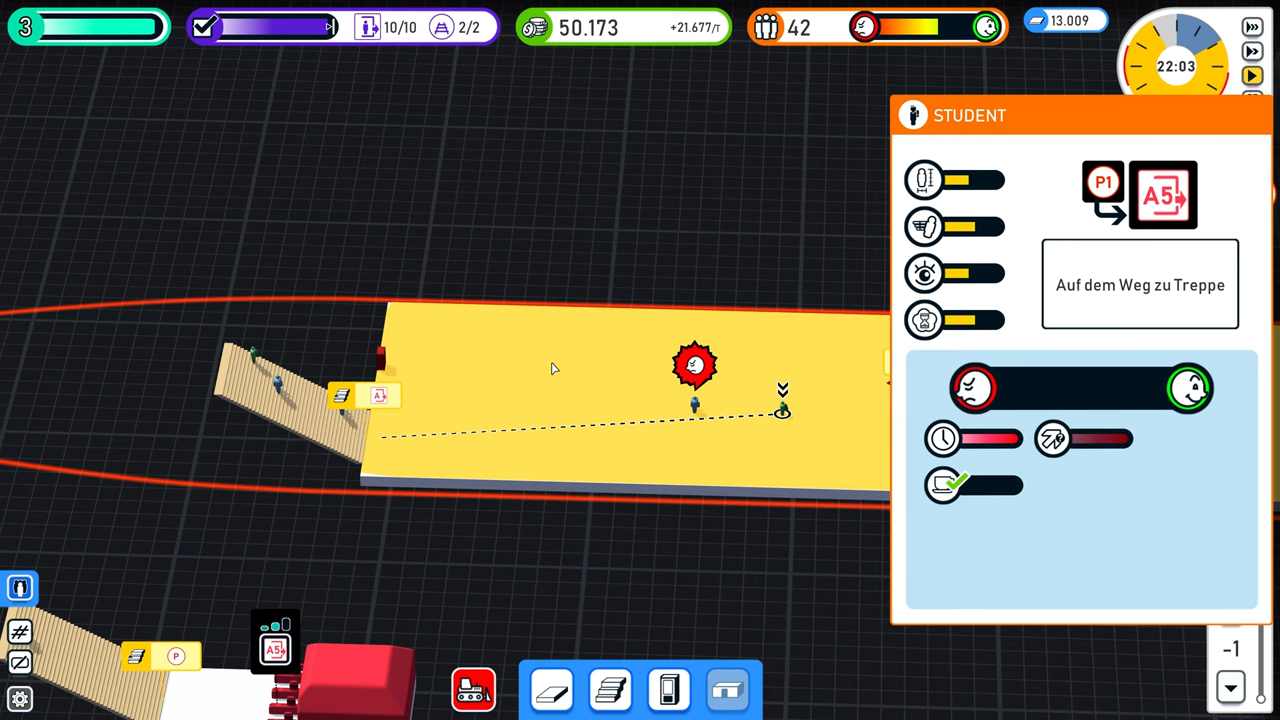 3
10/10
2/2
50.173
+21.677/T
42
13.009
22:03
STUDENT
P1
A5
Auf dem Weg zu Treppe
A
P
A5
-1